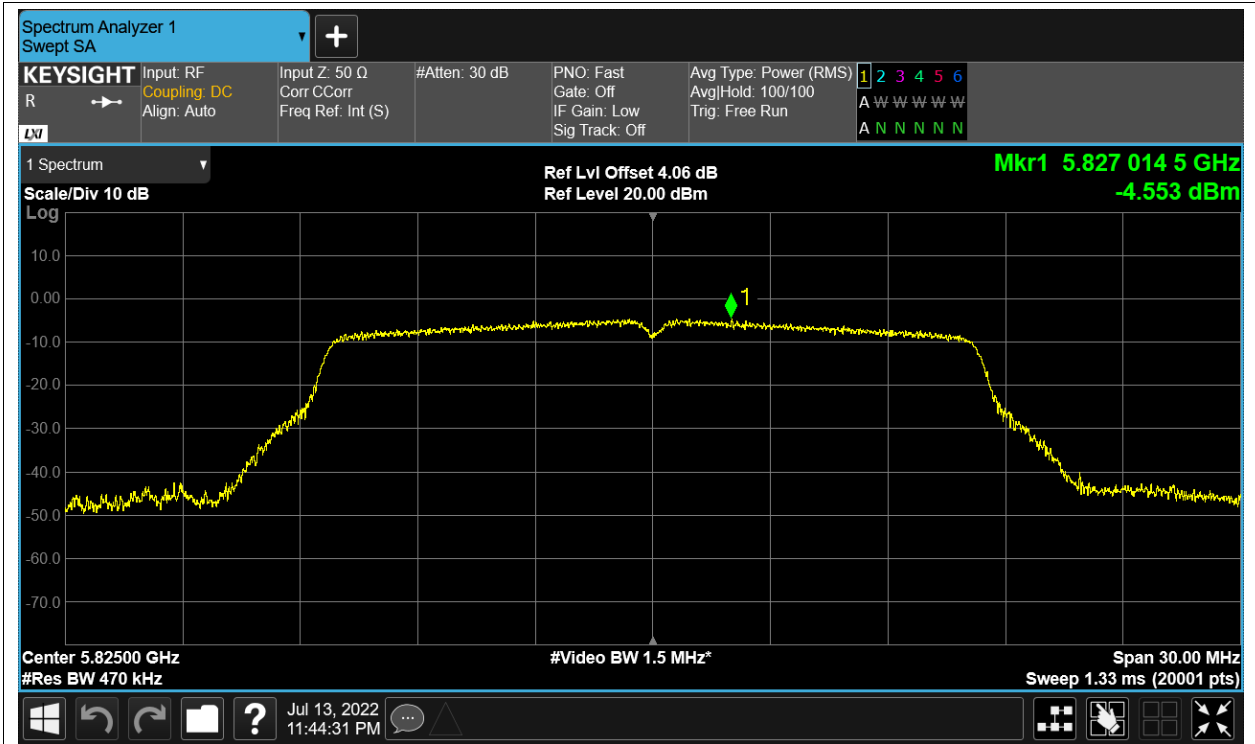 Spectrum Analyzer 1
Swept SA
KEYSIGHT
R
LXI
Input: RF
Coupling: DC
Align: Auto
Input Z: 50 Ω
Corr CCorr
Freq Ref: Int (S)
#Atten: 30 dB
PNO: Fast
Gate: Off
IF Gain: Low
Sig Track: Off
Avg Type: Power (RMS)
Avg|Hold: 100/100
Trig: Free Run
1 2 3 4 5 6
A W W W W W
A N N N N N
1 Spectrum
Scale/Div 10 dB
Ref Lvl Offset 4.06 dB
Ref Level 20.00 dBm
Mkr1 5.827 014 5 GHz
-4.553 dBm
Log
10.0
0.00
1
-10.0
-20.0
-30.0
-40.0
-50.0
-60.0
-70.0
Center 5.82500 GHz
#Video BW 1.5 MHz*
Span 30.00 MHz
#Res BW 470 kHz
Sweep 1.33 ms (20001 pts)
?
Jul 13, 2022
11:44:31 PM